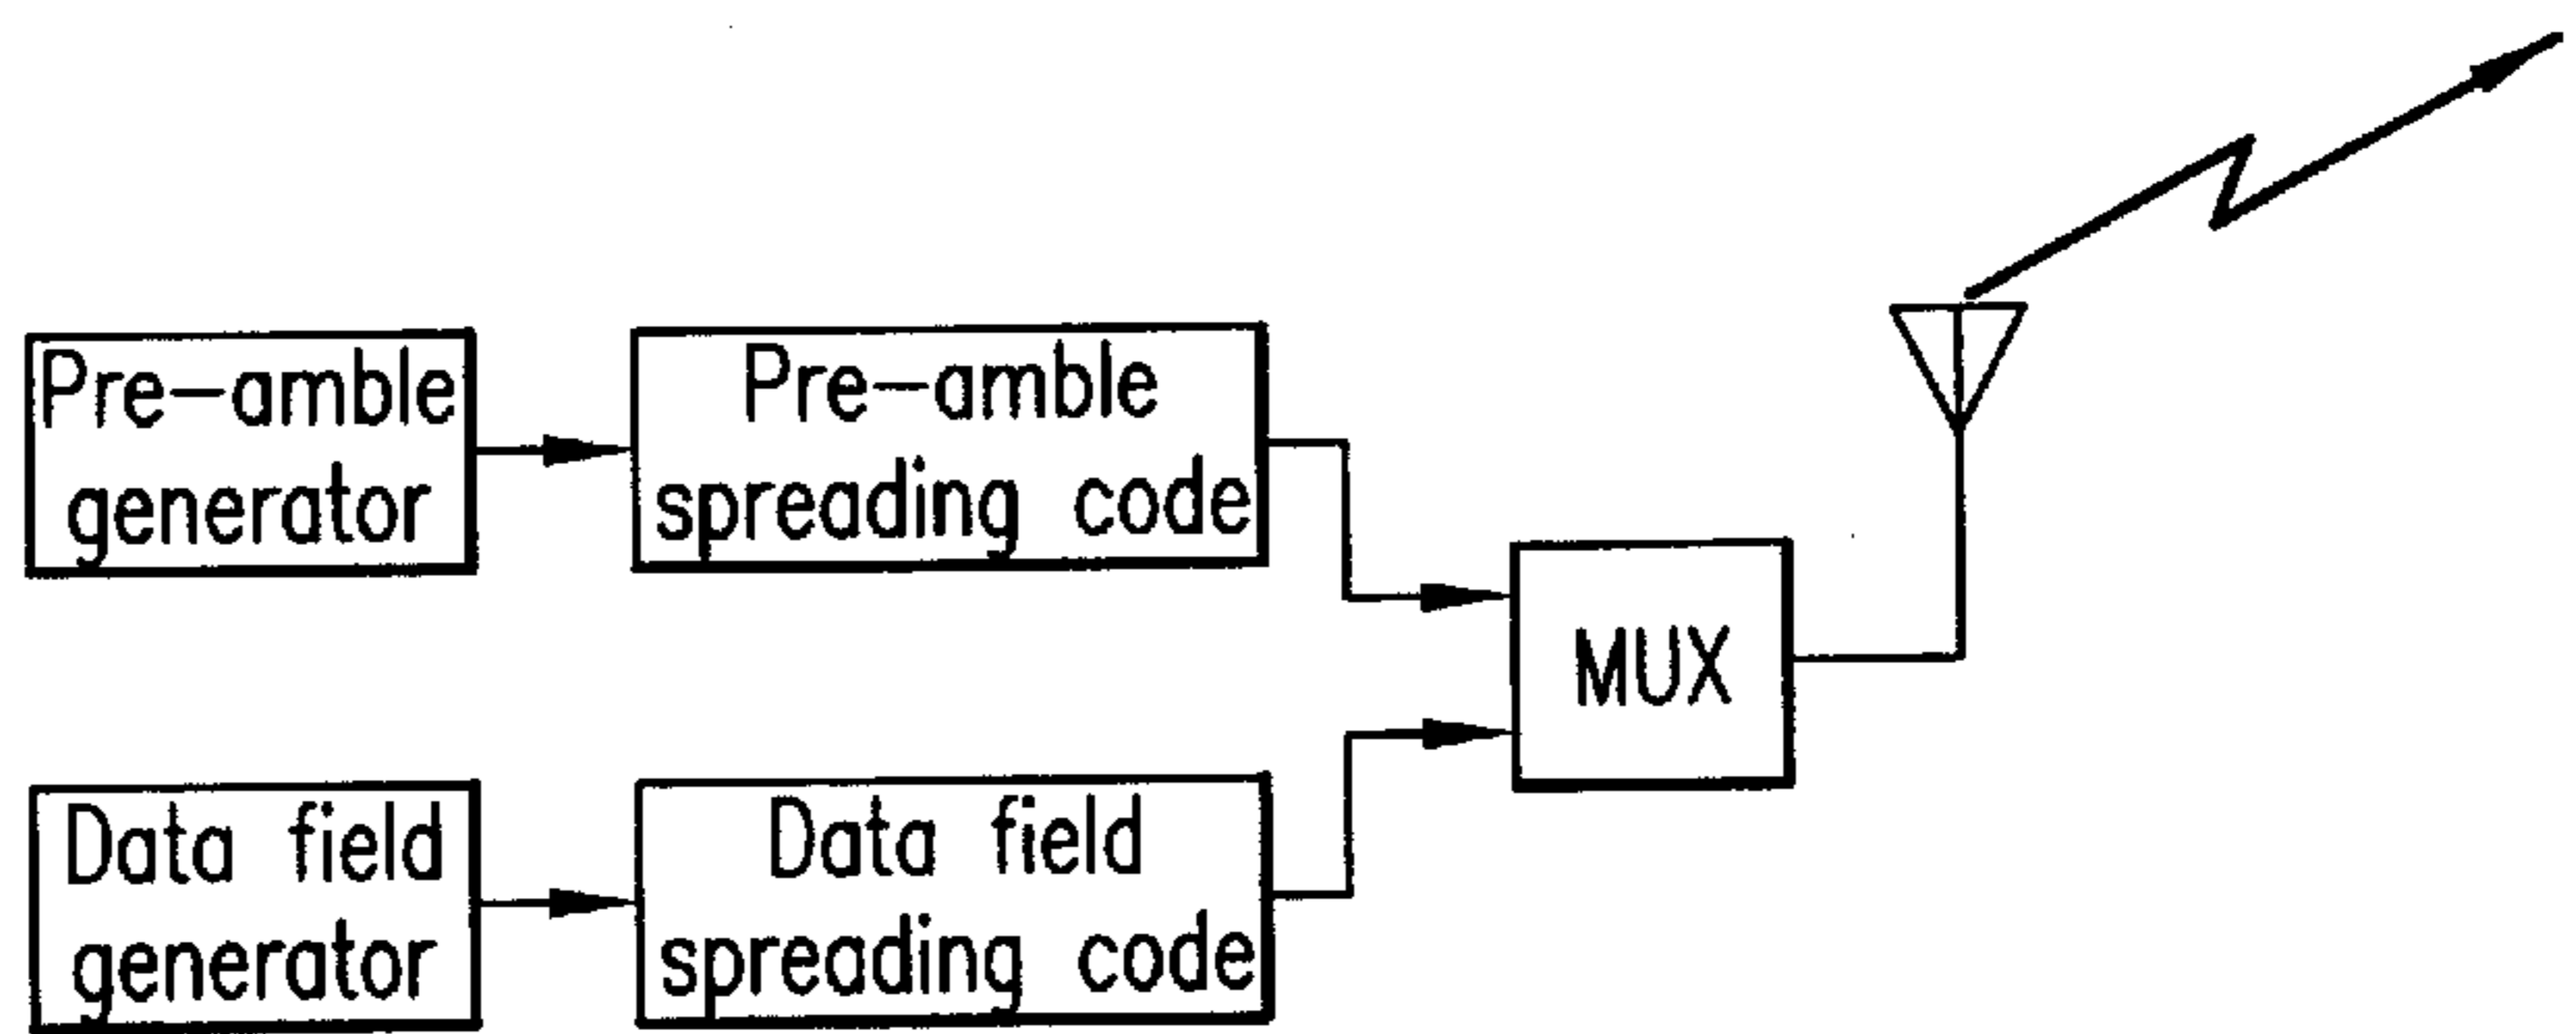 Pre-amble
generator
Pre-amble
spreading code
MUX
Data field
generator
Data field
spreading code